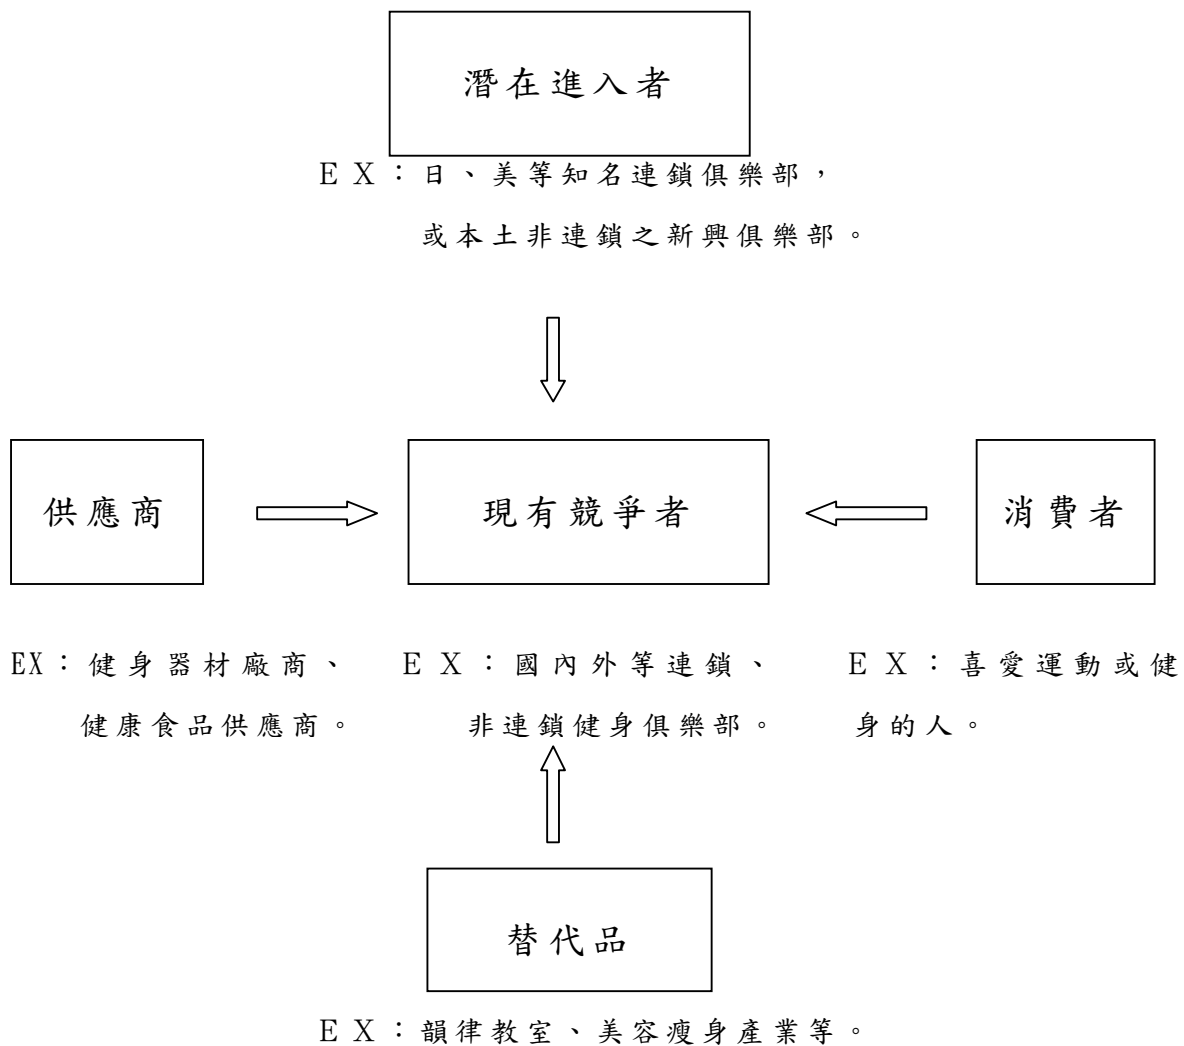 潛在進入者
ＥＸ：日、美等知名連鎖俱樂部，
或本土非連鎖之新興俱樂部。
供應商
現有競爭者
消費者
EX：健身器材廠商、
健康食品供應商。
ＥＸ：國內外等連鎖、
非連鎖健身俱樂部。
ＥＸ：喜愛運動或健
身的人。
替代品
ＥＸ：韻律教室、美容瘦身產業等。